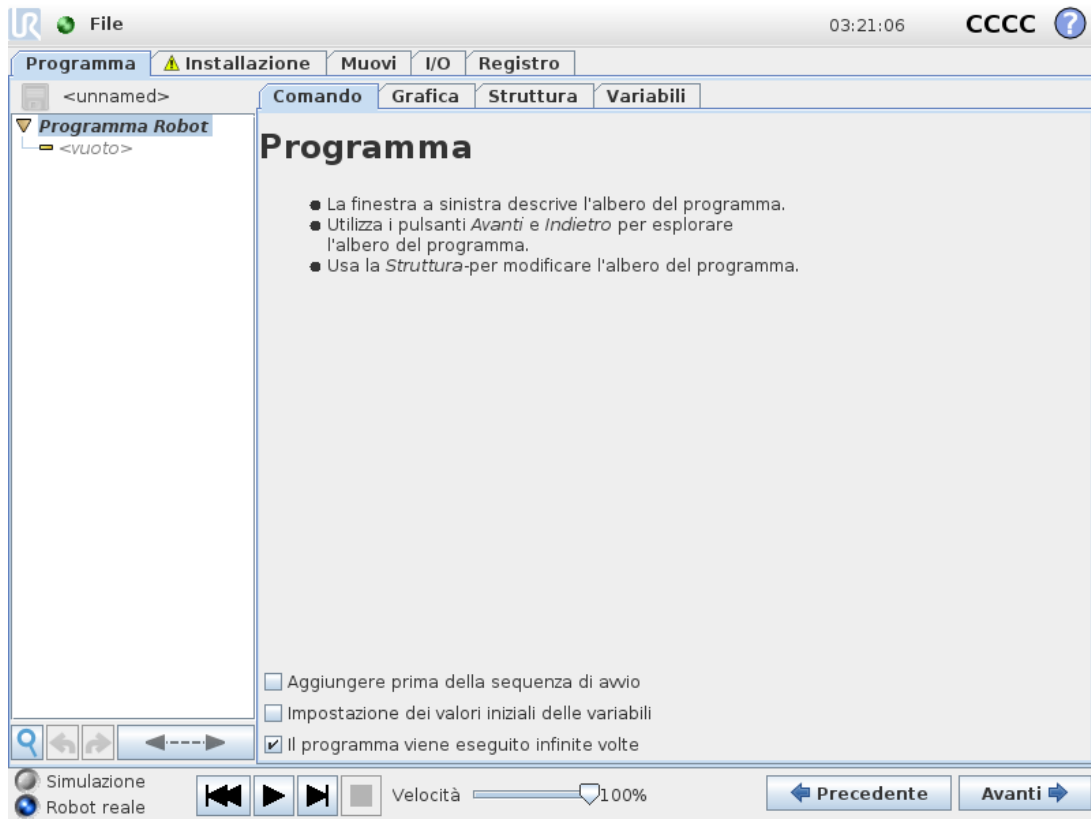 UR File 03:21:06 CCCC ?
Programma Installazione Muovi I/O Registro
<unnamed> Comando Grafica Struttura Variabili
Programma Robot
<vuoto>
Programma
La finestra a sinistra descrive l'albero del programma.
Utilizza i pulsanti Avanti e Indietro per esplorare
l'albero del programma.
Usa la Struttura-per modificare l'albero del programma.
Aggiungere prima della sequenza di avvio
Impostazione dei valori iniziali delle variabili
Il programma viene eseguito infinite volte
Simulazione
Robot reale
Velocità 100% Precedente Avanti